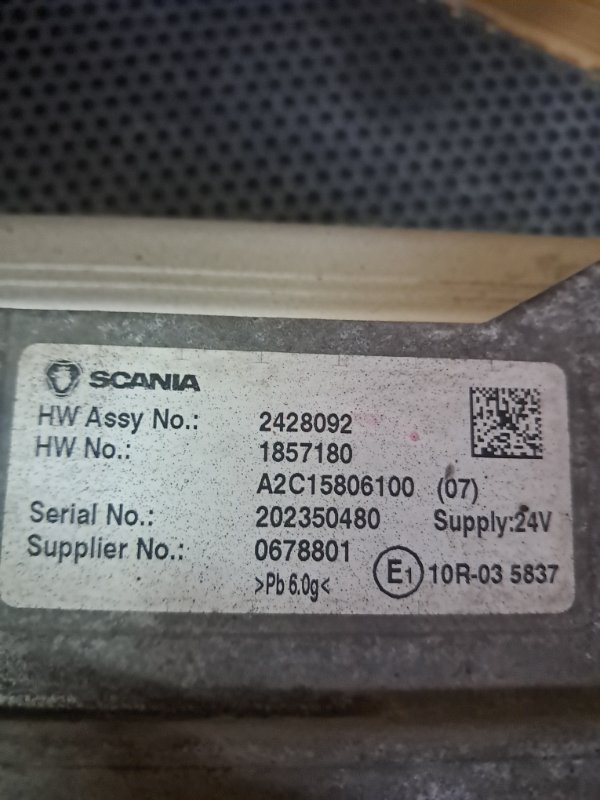 SCANIA
HW Assy No.: 2428092
HW No.: 1857180
A2C15806100 (07)
Serial No.: 202350480 Supply:24V
Supplier No.: 0678801
>Pb 6.0g< E1 10R-03 5837